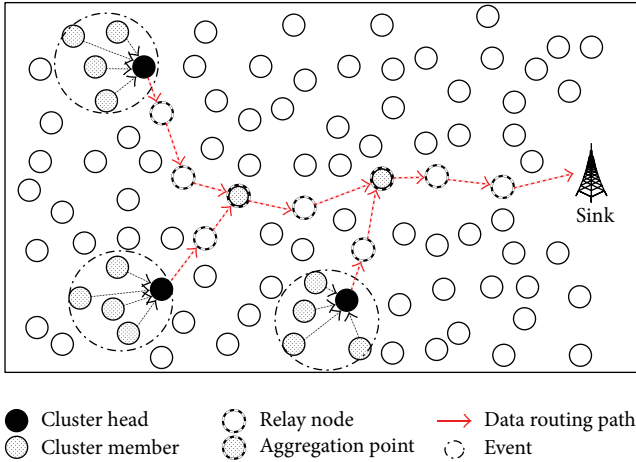 Sink
Cluster head
Relay node
Data routing path
Cluster member
Aggregation point
Event